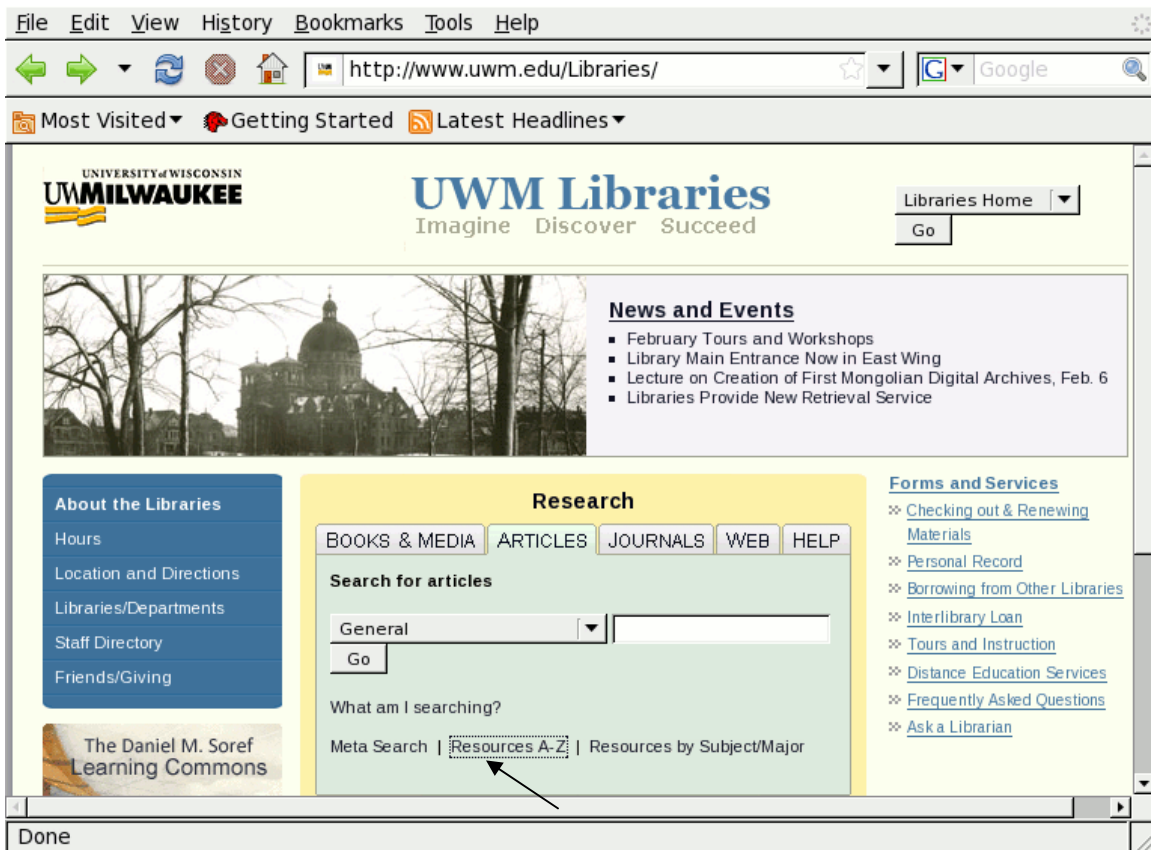 File Edit View History Bookmarks Tools Help
http://www.uwm.edu/Libraries/ G Google
Most Visited Getting Started Latest Headlines
UNIVERSITY of WISCONSIN
UWMILWAUKEE
UWM Libraries
Imagine Discover Succeed
Libraries Home
Go
News and Events
February Tours and Workshops
Library Main Entrance Now in East Wing
Lecture on Creation of First Mongolian Digital Archives, Feb. 6
Libraries Provide New Retrieval Service
About the Libraries
Hours
Location and Directions
Libraries/Departments
Staff Directory
Friends/Giving
The Daniel M. Soref
Learning Commons
Research
BOOKS & MEDIA ARTICLES JOURNALS WEB HELP
Search for articles
General
Go
What am I searching?
Meta Search | Resources A-Z | Resources by Subject/Major
Forms and Services
Checking out & Renewing
Materials
Personal Record
Borrowing from Other Libraries
Interlibrary Loan
Tours and Instruction
Distance Education Services
Frequently Asked Questions
Ask a Librarian
Done